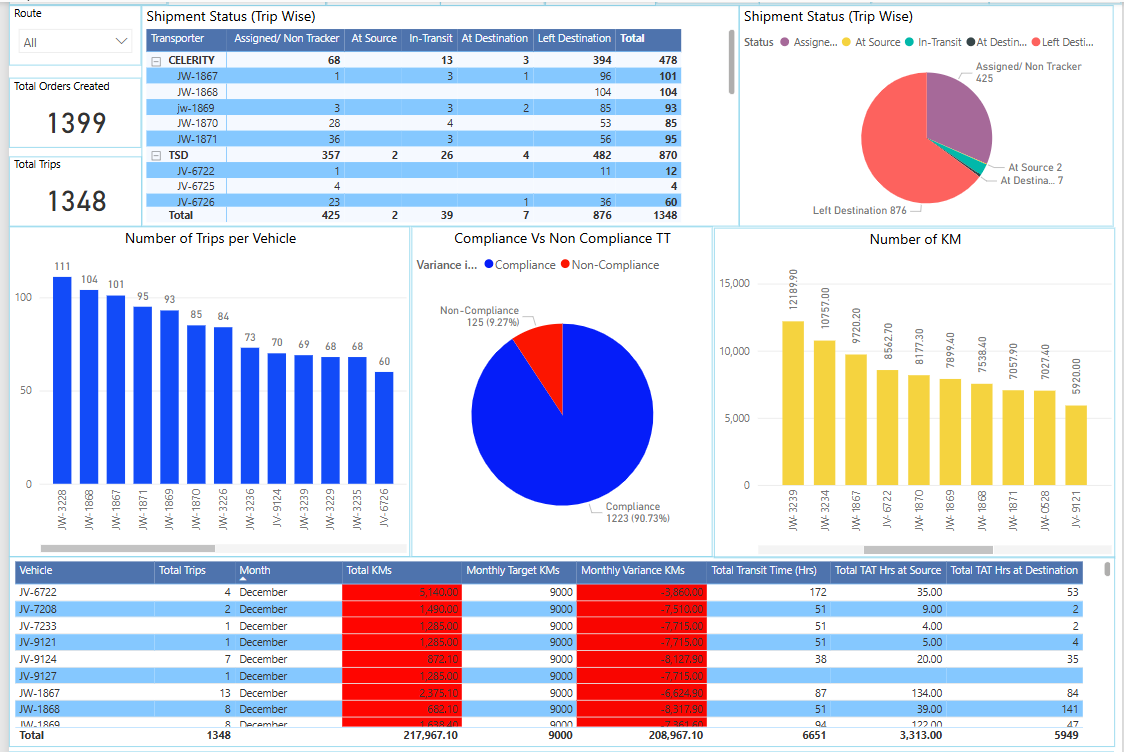 Route
All
Total Orders Created
1399
Total Trips
1348
Shipment Status (Trip Wise)
Transporter Assigned/ Non Tracker At Source In-Transit At Destination Left Destination Total
CELERITY 68 13 3 394 478
JW-1867 1 3 1 96 101
JW-1868 104 104
jw-1869 3 3 2 85 93
JW-1870 28 4 53 85
JW-1871 36 3 56 95
TSD 357 2 26 4 482 870
JV-6722 1 11 12
JV-6725 4 4
JV-6726 23 1 36 60
Total 425 2 39 7 876 1348
Shipment Status (Trip Wise)
Status Assigne... At Source In-Transit At Destin... Left Desti...
Assigned/ Non Tracker
425
At Source 2
At Destina... 7
Left Destination 876
Number of Trips per Vehicle
111 104 101 95 93 85 84 73 70 69 68 68 60
100
50
0
JW-3228 JW-1868 JW-1867 JW-1871 JW-1869 JW-1870 JW-3226 JW-3236 JV-9124 JW-3239 JW-3229 JW-3235 JV-6726
Compliance Vs Non Compliance TT
Variance i... Compliance Non-Compliance
Non-Compliance
125 (9.27%)
Compliance
1223 (90.73%)
Number of KM
12189.90 10757.00 9720.20 8562.70 8177.30 7899.40 7538.40 7057.90 7027.40 5920.00
15,000
10,000
5,000
0
JW-3239 JW-3234 JW-1867 JV-6722 JW-1870 JW-1869 JW-1868 JW-1871 JW-0528 JV-9121
Vehicle Total Trips Month Total KMs Monthly Target KMs Monthly Variance KMs Total Transit Time (Hrs) Total TAT Hrs at Source Total TAT Hrs at Destination
JV-6722 4 December 5,140.00 9000 -3,860.00 172 35.00 53
JV-7208 2 December 1,490.00 9000 -7,510.00 51 9.00 2
JV-7233 1 December 1,285.00 9000 -7,715.00 51 4.00 2
JV-9121 1 December 1,285.00 9000 -7,715.00 51 5.00 4
JV-9124 7 December 872.10 9000 -8,127.90 38 20.00 35
JV-9127 1 December 1,285.00 9000 -7,715.00
JW-1867 13 December 2,375.10 9000 -6,624.90 87 134.00 84
JW-1868 8 December 682.10 9000 -8,317.90 51 39.00 141
JW-1869 8 December 1,638.40 9000 -7,361.60 94 122.00 47
Total 1348 217,967.10 9000 208,967.10 6651 3,313.00 5949